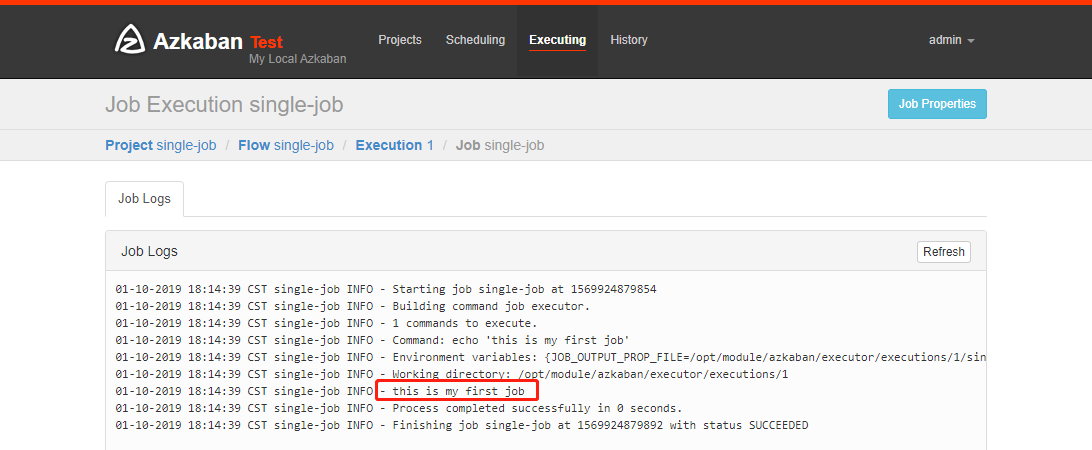 Azkaban Test
My Local Azkaban
Projects Scheduling Executing History admin
Job Execution single-job
Job Properties
Project single-job / Flow single-job / Execution 1 / Job single-job
Job Logs
Job Logs
Refresh
01-10-2019 18:14:39 CST single-job INFO - Starting job single-job at 1569924879854
01-10-2019 18:14:39 CST single-job INFO - Building command job executor.
01-10-2019 18:14:39 CST single-job INFO - 1 commands to execute.
01-10-2019 18:14:39 CST single-job INFO - Command: echo 'this is my first job'
01-10-2019 18:14:39 CST single-job INFO - Environment variables: {JOB_OUTPUT_PROP_FILE=/opt/module/azkaban/executor/executions/1/sin
01-10-2019 18:14:39 CST single-job INFO - Working directory: /opt/module/azkaban/executor/executions/1
01-10-2019 18:14:39 CST single-job INFO - this is my first job
01-10-2019 18:14:39 CST single-job INFO - Process completed successfully in 0 seconds.
01-10-2019 18:14:39 CST single-job INFO - Finishing job single-job at 1569924879892 with status SUCCEEDED